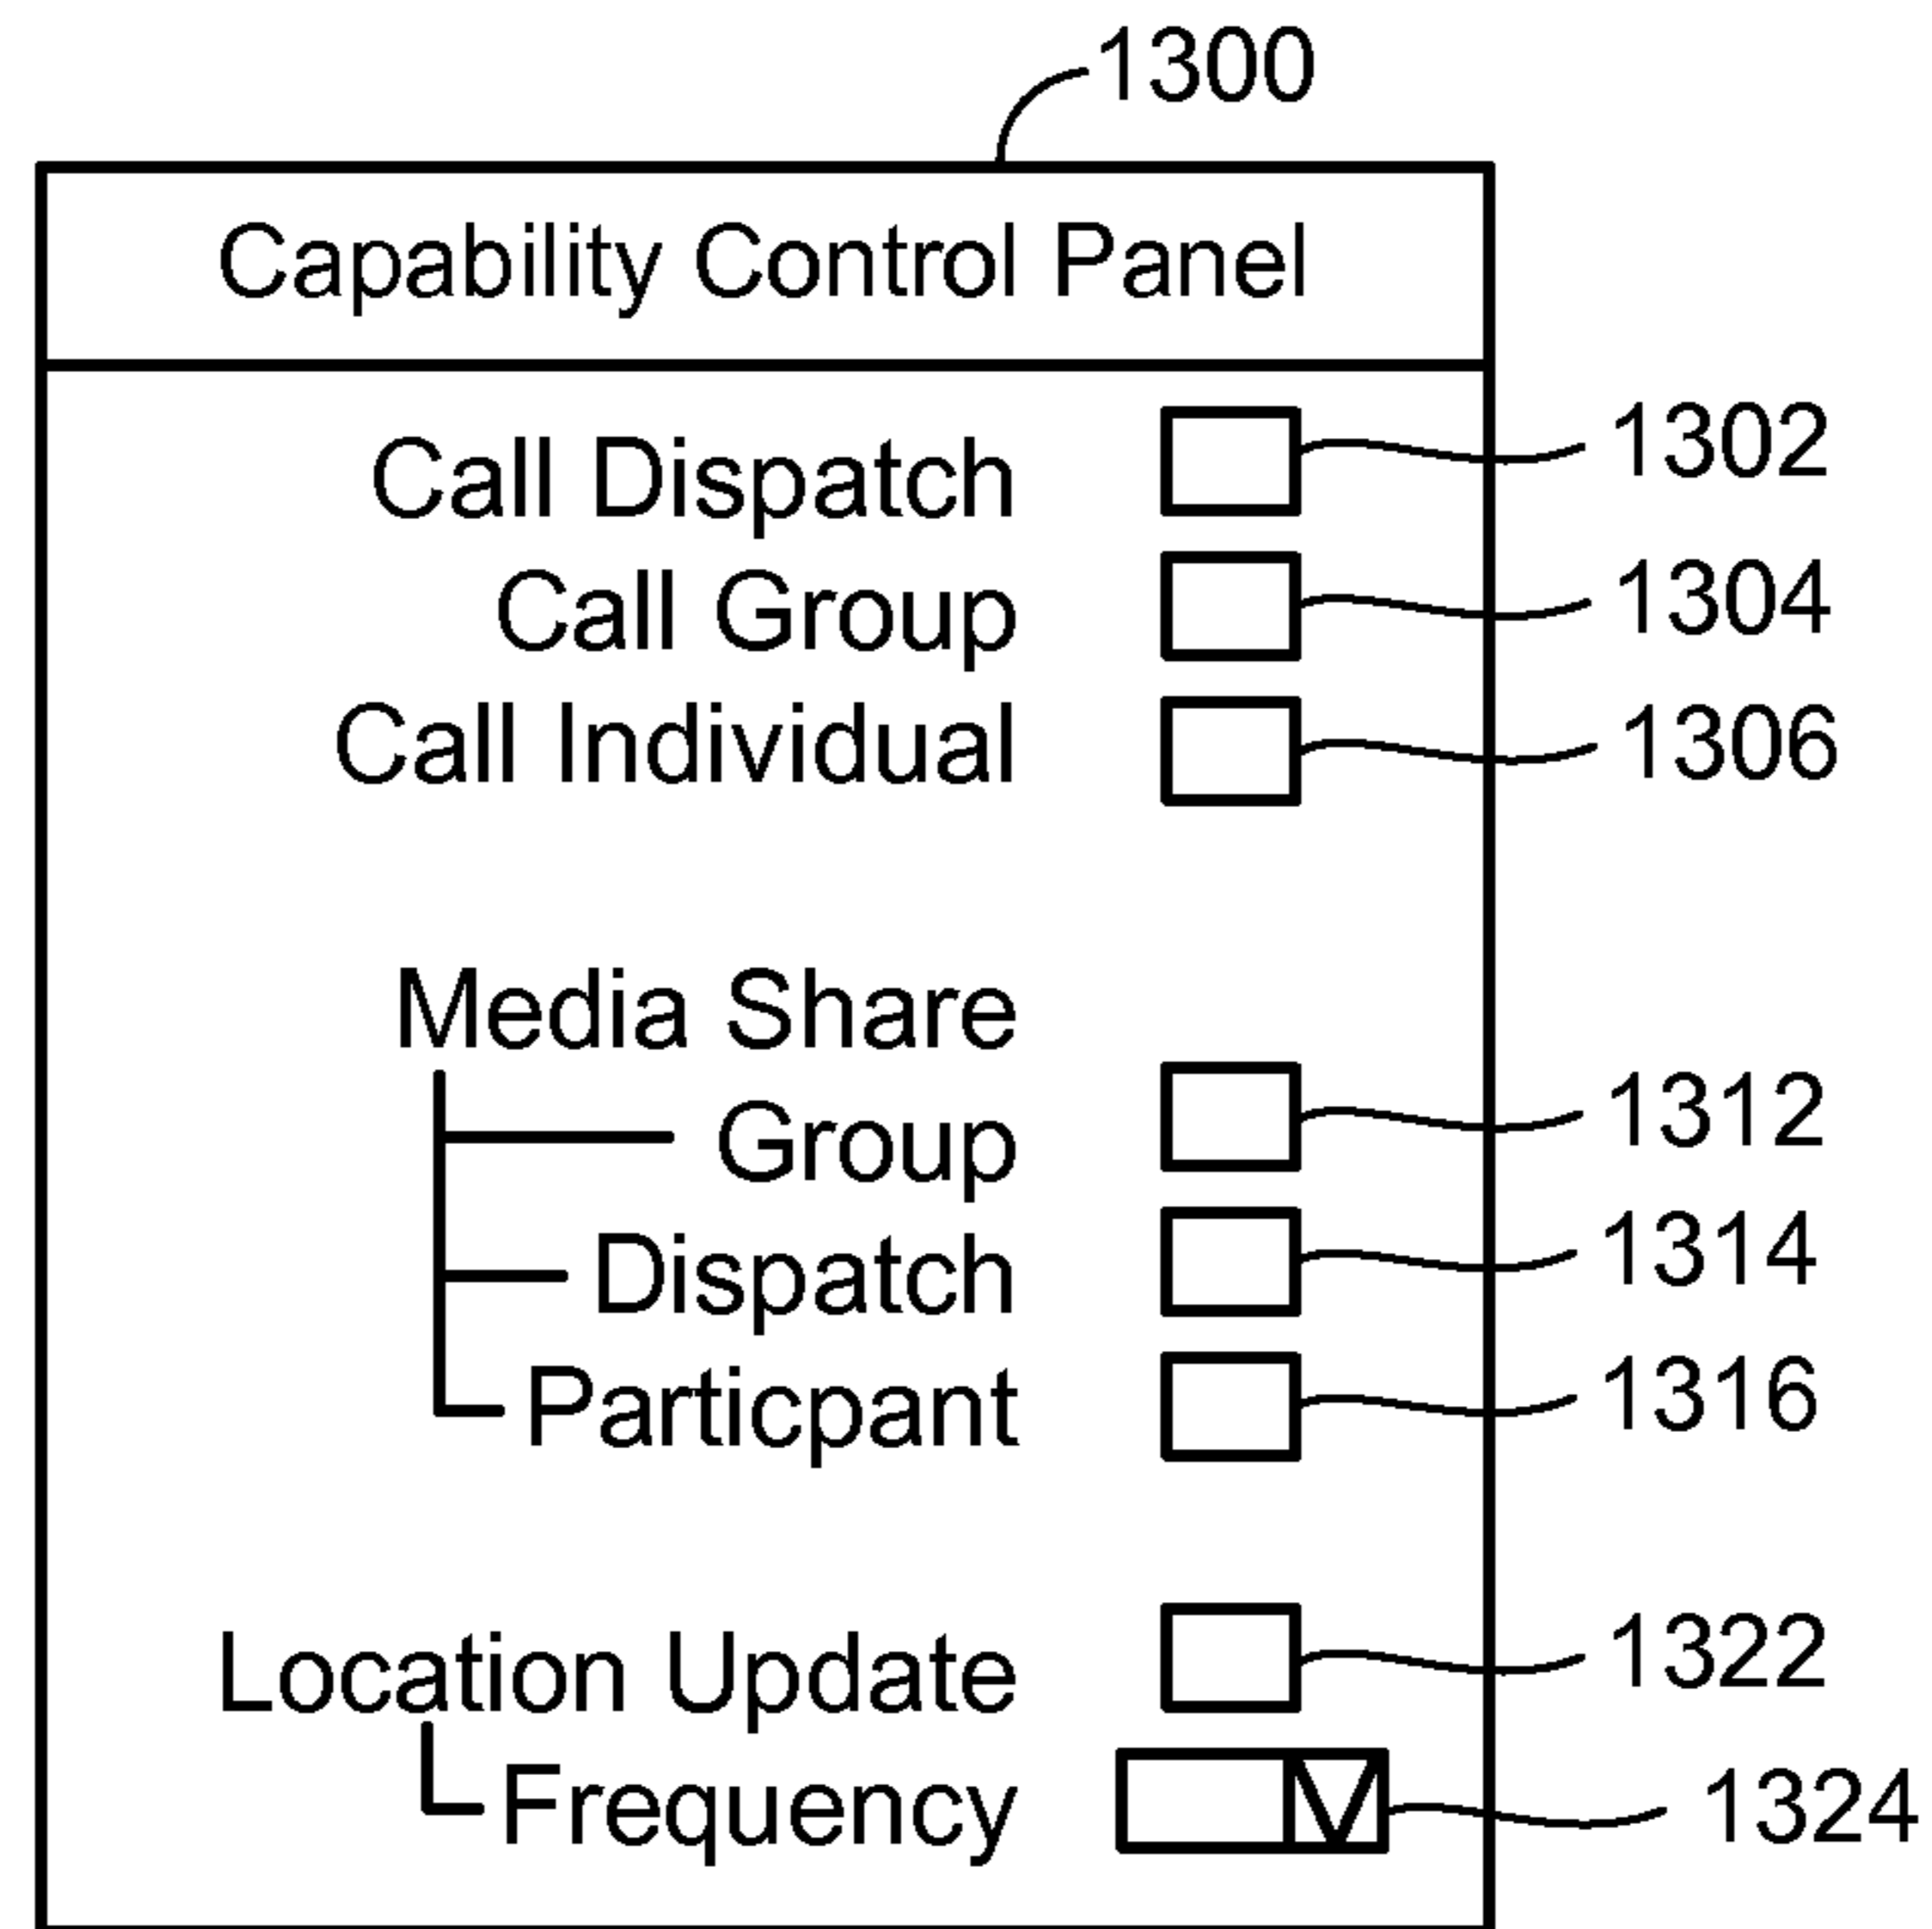 1300
Capability Control Panel
Call Dispatch 1302
Call Group 1304
Call Individual 1306
Media Share
Group 1312
Dispatch 1314
Particpant 1316
Location Update 1322
Frequency 1324